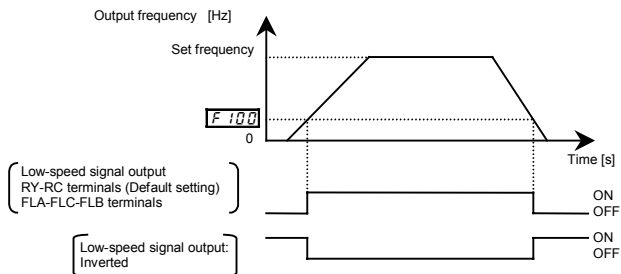 Output frequency [Hz]
Set frequency
F 100
0
Time [s]
Low-speed signal output
RY-RC terminals (Default setting)
FLA-FLC-FLB terminals
ON
OFF
Low-speed signal output:
Inverted
ON
OFF